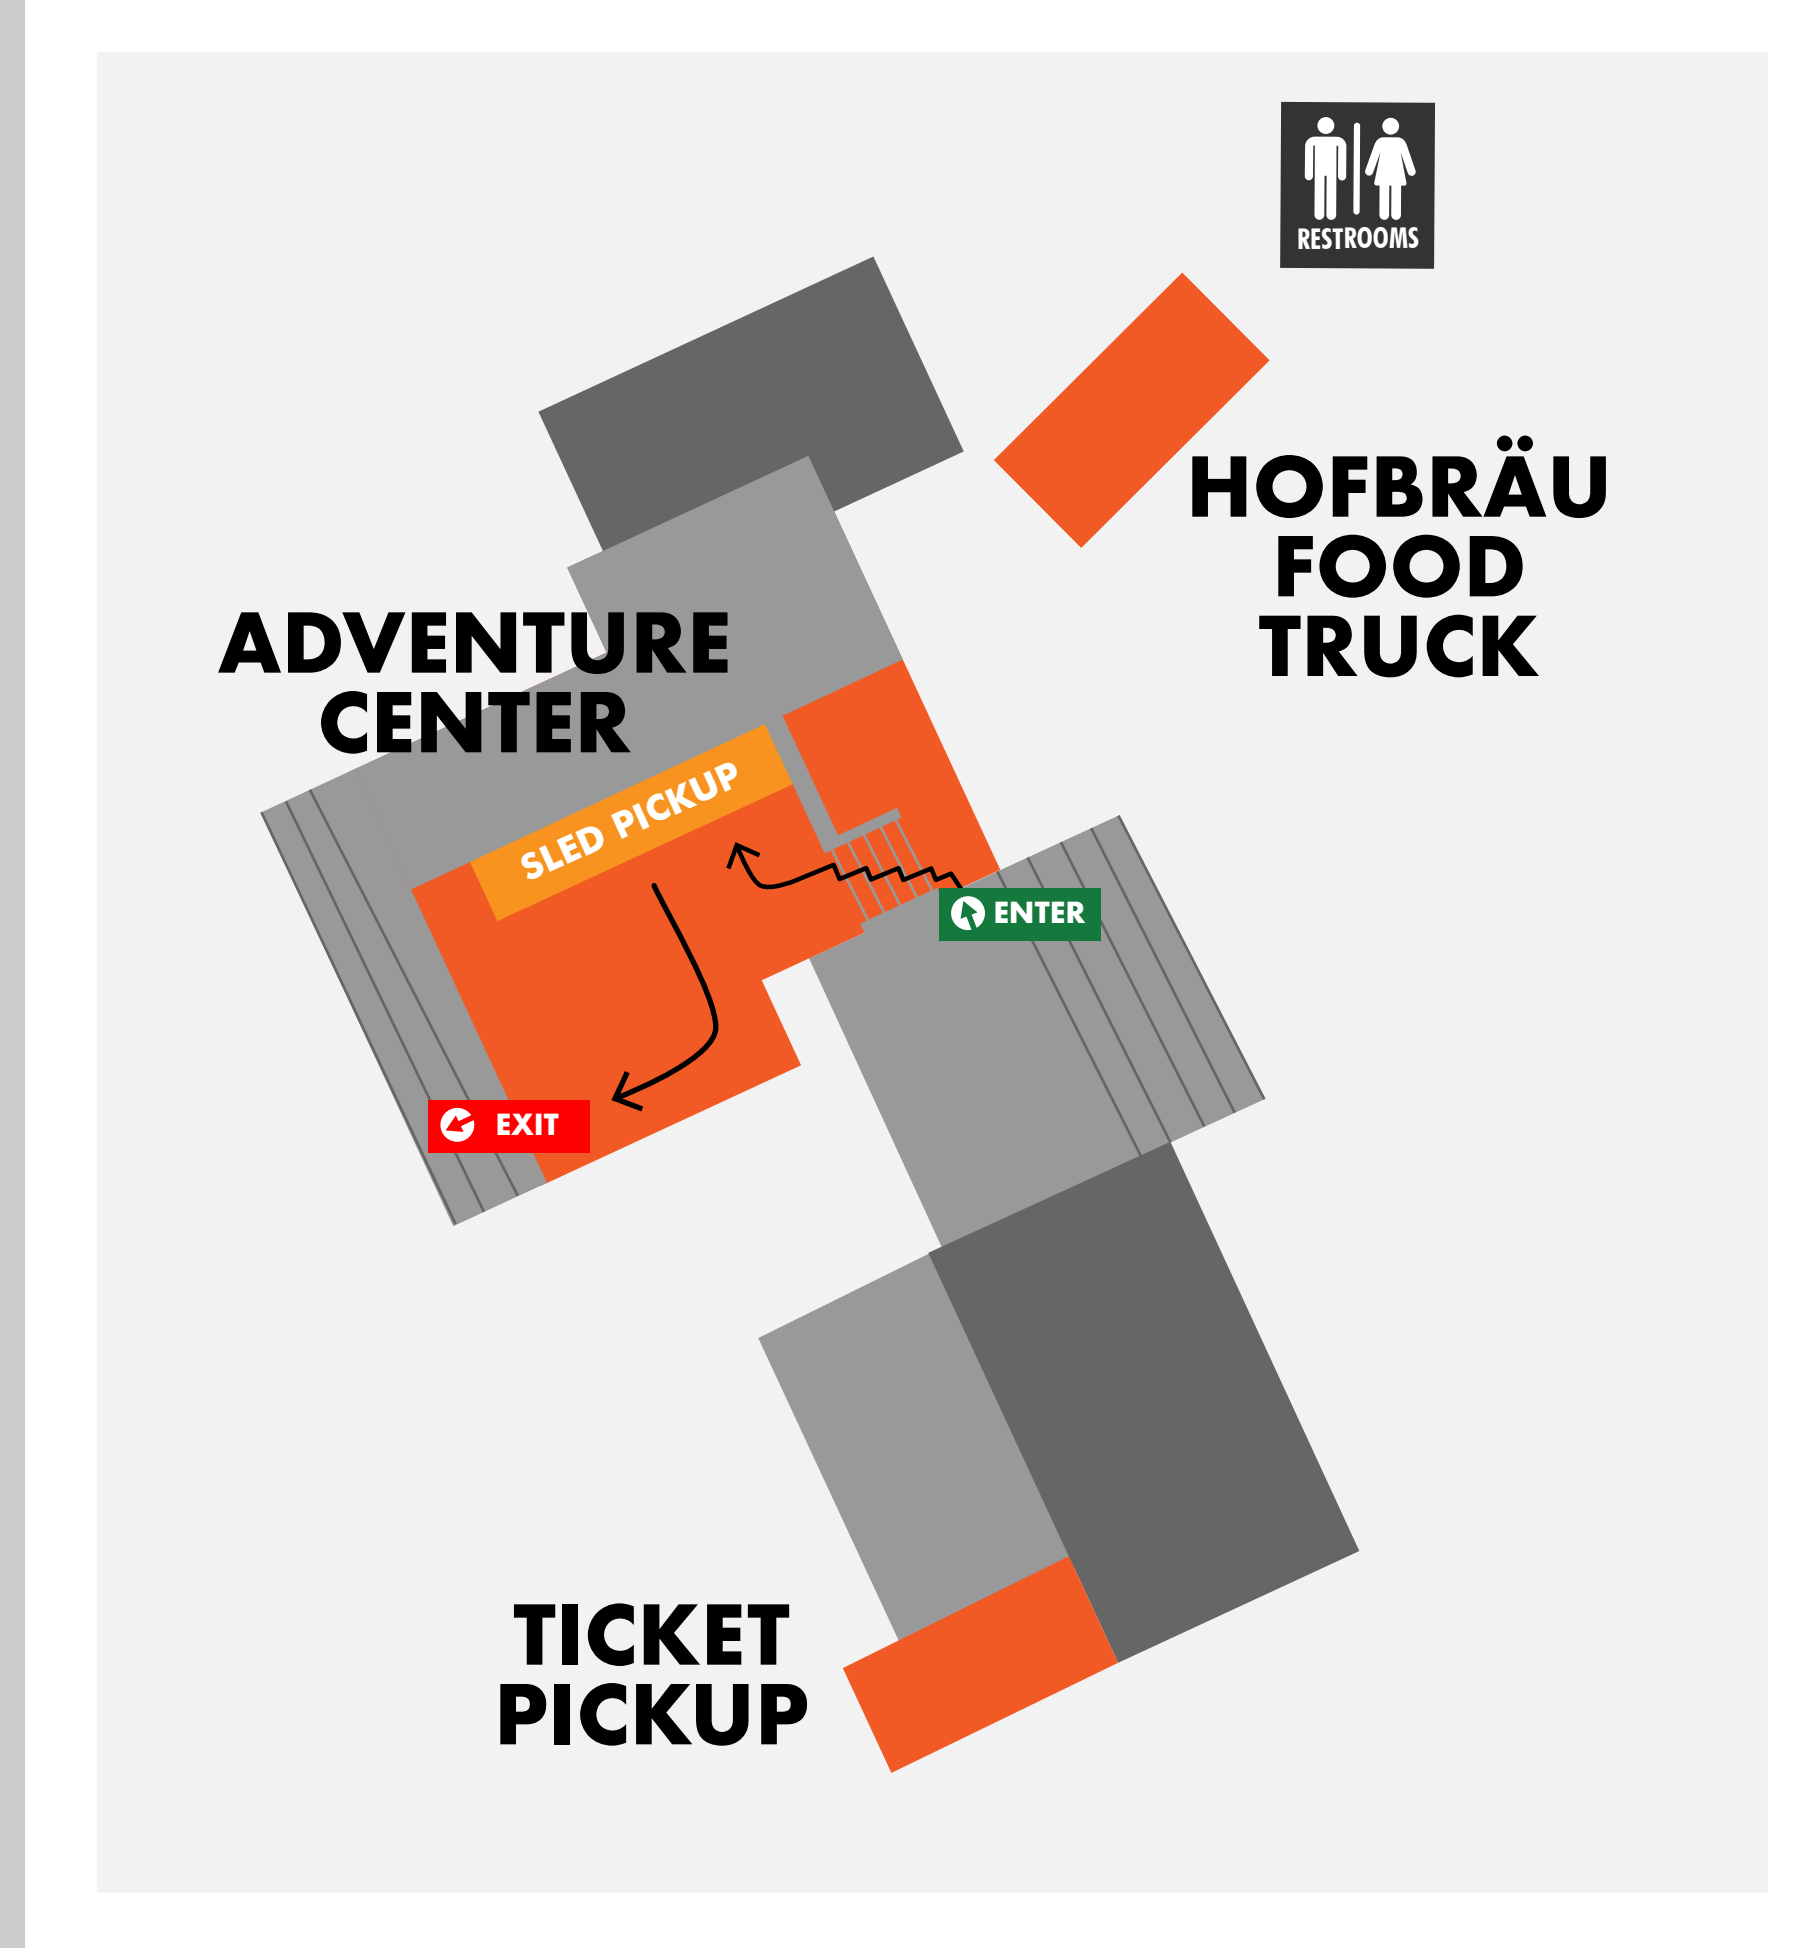 RESTROOMS
HOFBRÄU
FOOD
TRUCK
ADVENTURE
CENTER
SLED PICKUP
ENTER
EXIT
TICKET
PICKUP